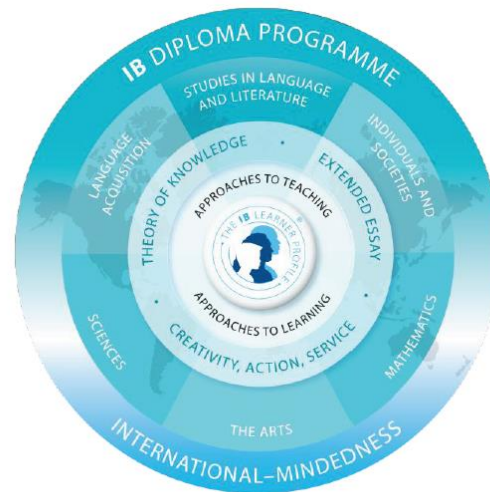 IB DIPLOMA PROGRAMME
STUDIES IN LANGUAGE
AND LITERATURE
LANGUAGE
ACQUISITION
INDIVIDUALS AND
SOCIETIES
THEORY OF KNOWLEDGE
•
EXTENDED ESSAY
APPROACHES TO TEACHING
THE IB LEARNER PROFILE
®
APPROACHES TO LEARNING
•
CREATIVITY, ACTION, SERVICE
•
SCIENCES
MATHEMATICS
THE ARTS
INTERNATIONAL–MINDEDNESS